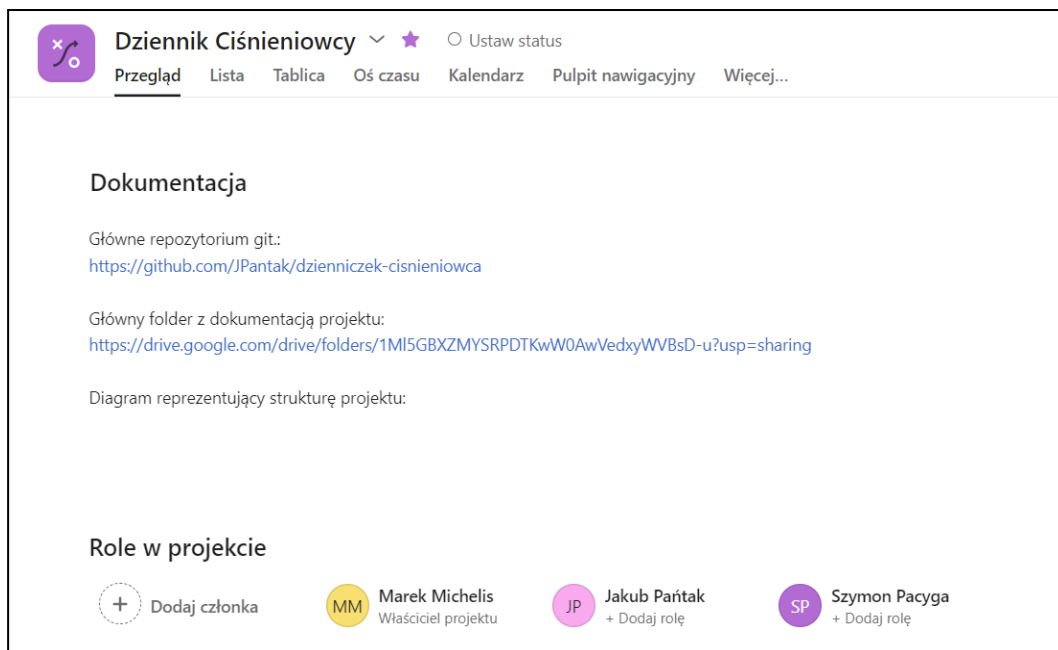 Dziennik Ciśnieniowcy Ustaw status
Przegląd Lista Tablica Oś czasu Kalendarz Pulpit nawigacyjny Więcej...
Dokumentacja
Główne repozytorium git.:
https://github.com/JPantak/dzienniczek-cisnieniowca
Główny folder z dokumentacją projektu:
https://drive.google.com/drive/folders/1Ml5GBXZMYSRPDTKwW0AwVedxyWVBsD-u?usp=sharing
Diagram reprezentujący strukturę projektu:
Role w projekcie
+ Dodaj członka
MM Marek Michelis
Właściciel projektu
JP Jakub Pańtak
+ Dodaj rolę
SP Szymon Pacyga
+ Dodaj rolę